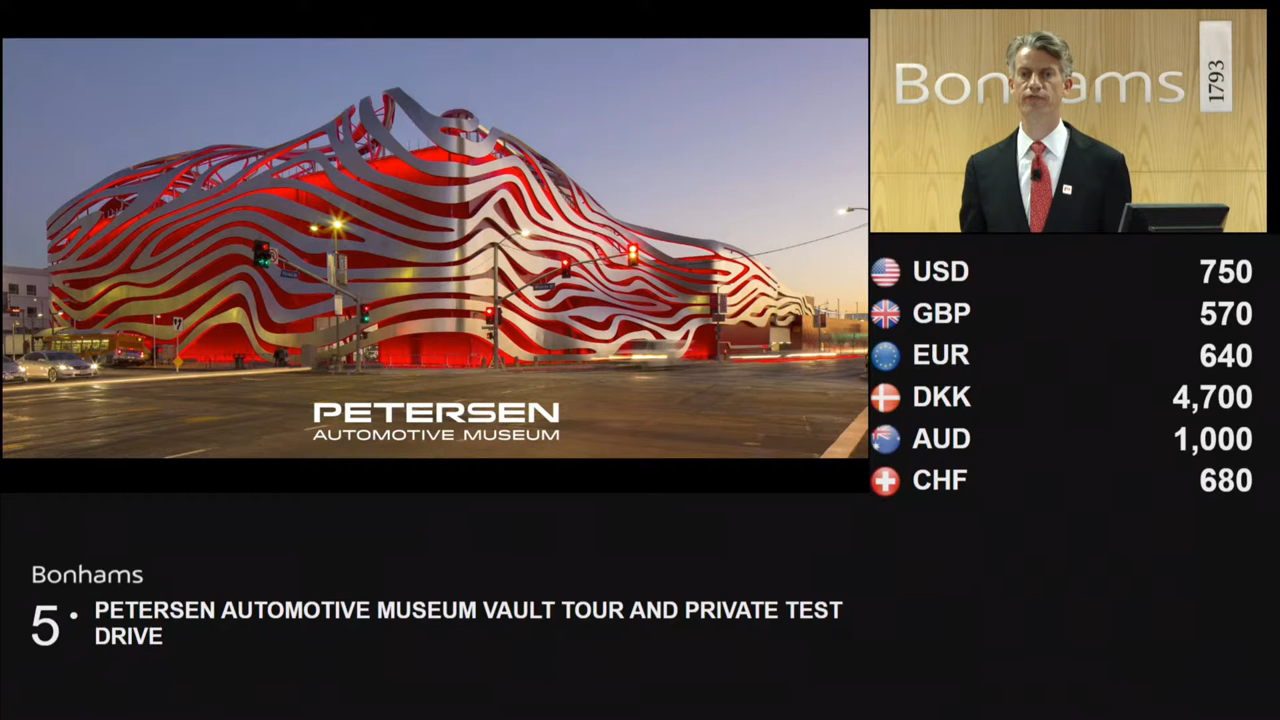 Bonhams
1793
PETERSEN
AUTOMOTIVE MUSEUM
USD 750
GBP 570
EUR 640
DKK 4,700
AUD 1,000
CHF 680
Bonhams
5 • PETERSEN AUTOMOTIVE MUSEUM VAULT TOUR AND PRIVATE TEST
DRIVE